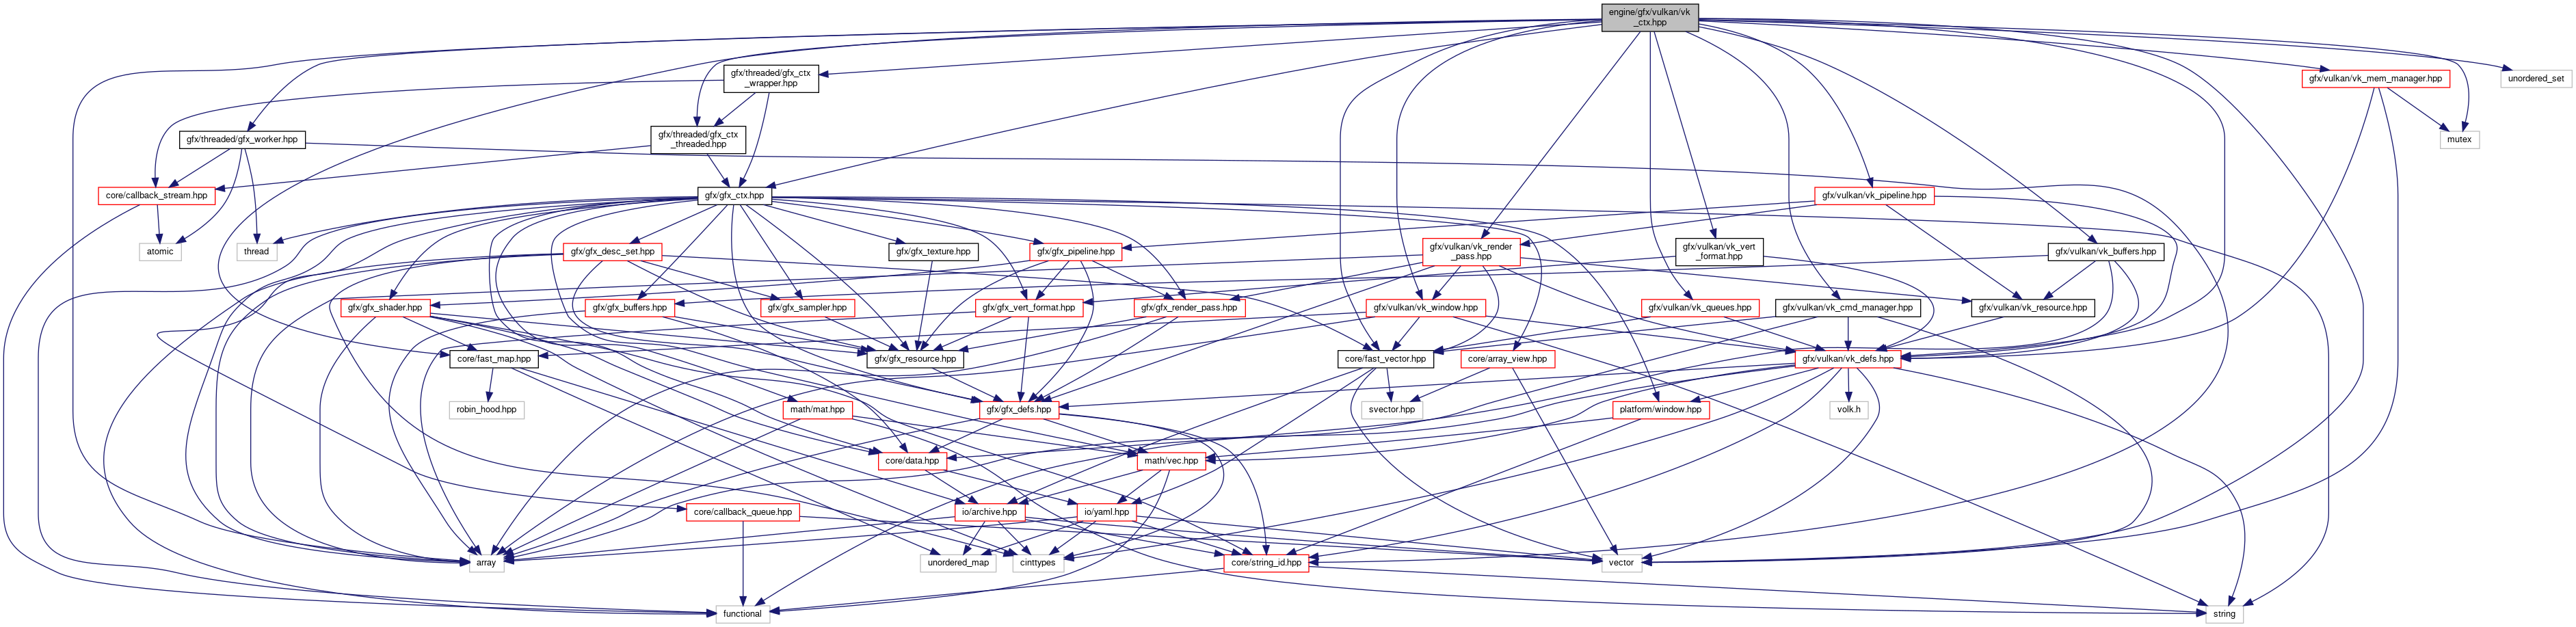 engine/gfx/vulkan/vk
_ctx.hpp
gfx/threaded/gfx_ctx
_wrapper.hpp
gfx/vulkan/vk_mem_manager.hpp
unordered_set
gfx/threaded/gfx_worker.hpp
gfx/threaded/gfx_ctx
_threaded.hpp
mutex
core/callback_stream.hpp
gfx/gfx_ctx.hpp
gfx/vulkan/vk_pipeline.hpp
atomic
thread
gfx/gfx_desc_set.hpp
gfx/gfx_texture.hpp
gfx/gfx_pipeline.hpp
gfx/vulkan/vk_render
_pass.hpp
gfx/vulkan/vk_vert
_format.hpp
gfx/vulkan/vk_buffers.hpp
gfx/gfx_shader.hpp
gfx/gfx_buffers.hpp
gfx/gfx_sampler.hpp
gfx/gfx_vert_format.hpp
gfx/gfx_render_pass.hpp
gfx/vulkan/vk_window.hpp
gfx/vulkan/vk_queues.hpp
gfx/vulkan/vk_cmd_manager.hpp
gfx/vulkan/vk_resource.hpp
core/fast_map.hpp
gfx/gfx_resource.hpp
core/fast_vector.hpp
core/array_view.hpp
gfx/vulkan/vk_defs.hpp
robin_hood.hpp
math/mat.hpp
gfx/gfx_defs.hpp
svector.hpp
platform/window.hpp
volk.h
core/data.hpp
math/vec.hpp
core/callback_queue.hpp
io/archive.hpp
io/yaml.hpp
array
unordered_map
cinttypes
core/string_id.hpp
vector
functional
string